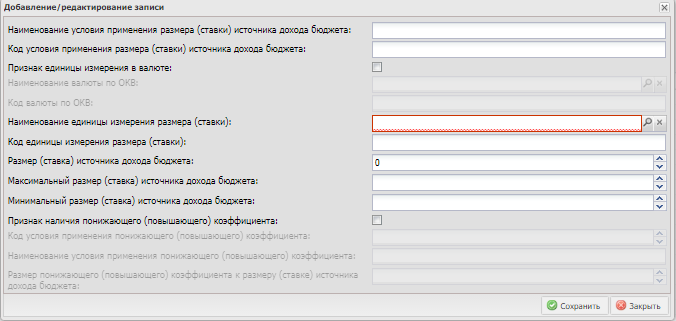 Добавление/редактирование записи
Наименование условия применения размера (ставки) источника дохода бюджета:
Код условия применения размера (ставки) источника дохода бюджета:
Признак единицы измерения в валюте:
Наименование валюты по ОКВ:
Код валюты по ОКВ:
Наименование единицы измерения размера (ставки):
Код единицы измерения размера (ставки):
Размер (ставка) источника дохода бюджета: 0
Максимальный размер (ставка) источника дохода бюджета:
Минимальный размер (ставка) источника дохода бюджета:
Признак наличия понижающего (повышающего) коэффициента:
Код условия применения понижающего (повышающего) коэффициента:
Наименование условия применения понижающего (повышающего) коэффициента:
Размер понижающего (повышающего) коэффициента к размеру (ставке) источника
дохода бюджета:
Сохранить Закрыть